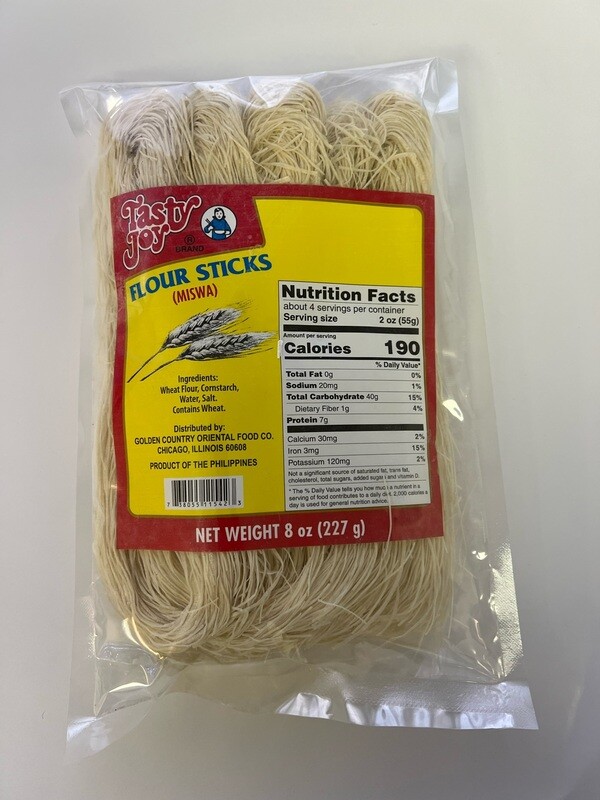 Tasty
Joy
®
BRAND
FLOUR STICKS
(MISWA)
Ingredients:
Wheat Flour, Cornstarch,
Water, Salt.
Contains Wheat.
Distributed by:
GOLDEN COUNTRY ORIENTAL FOOD CO.
CHICAGO, ILLINOIS 60608
PRODUCT OF THE PHILIPPINES
7 38055 11542 5
Nutrition Facts
about 4 servings per container
Serving size 2 oz (55g)
Amount per serving
Calories 190
% Daily Value*
Total Fat 0g 0%
Sodium 20mg 1%
Total Carbohydrate 40g 15%
Dietary Fiber 1g 4%
Protein 7g
Calcium 30mg 2%
Iron 3mg 15%
Potassium 120mg 2%
Not a significant source of saturated fat, trans fat,
cholesterol, total sugars, added sugars and vitamin D
* The % Daily Value tells you how much a nutrient in a
serving of food contributes to a daily diet. 2,000 calories a
day is used for general nutrition advice.
NET WEIGHT 8 oz (227 g)